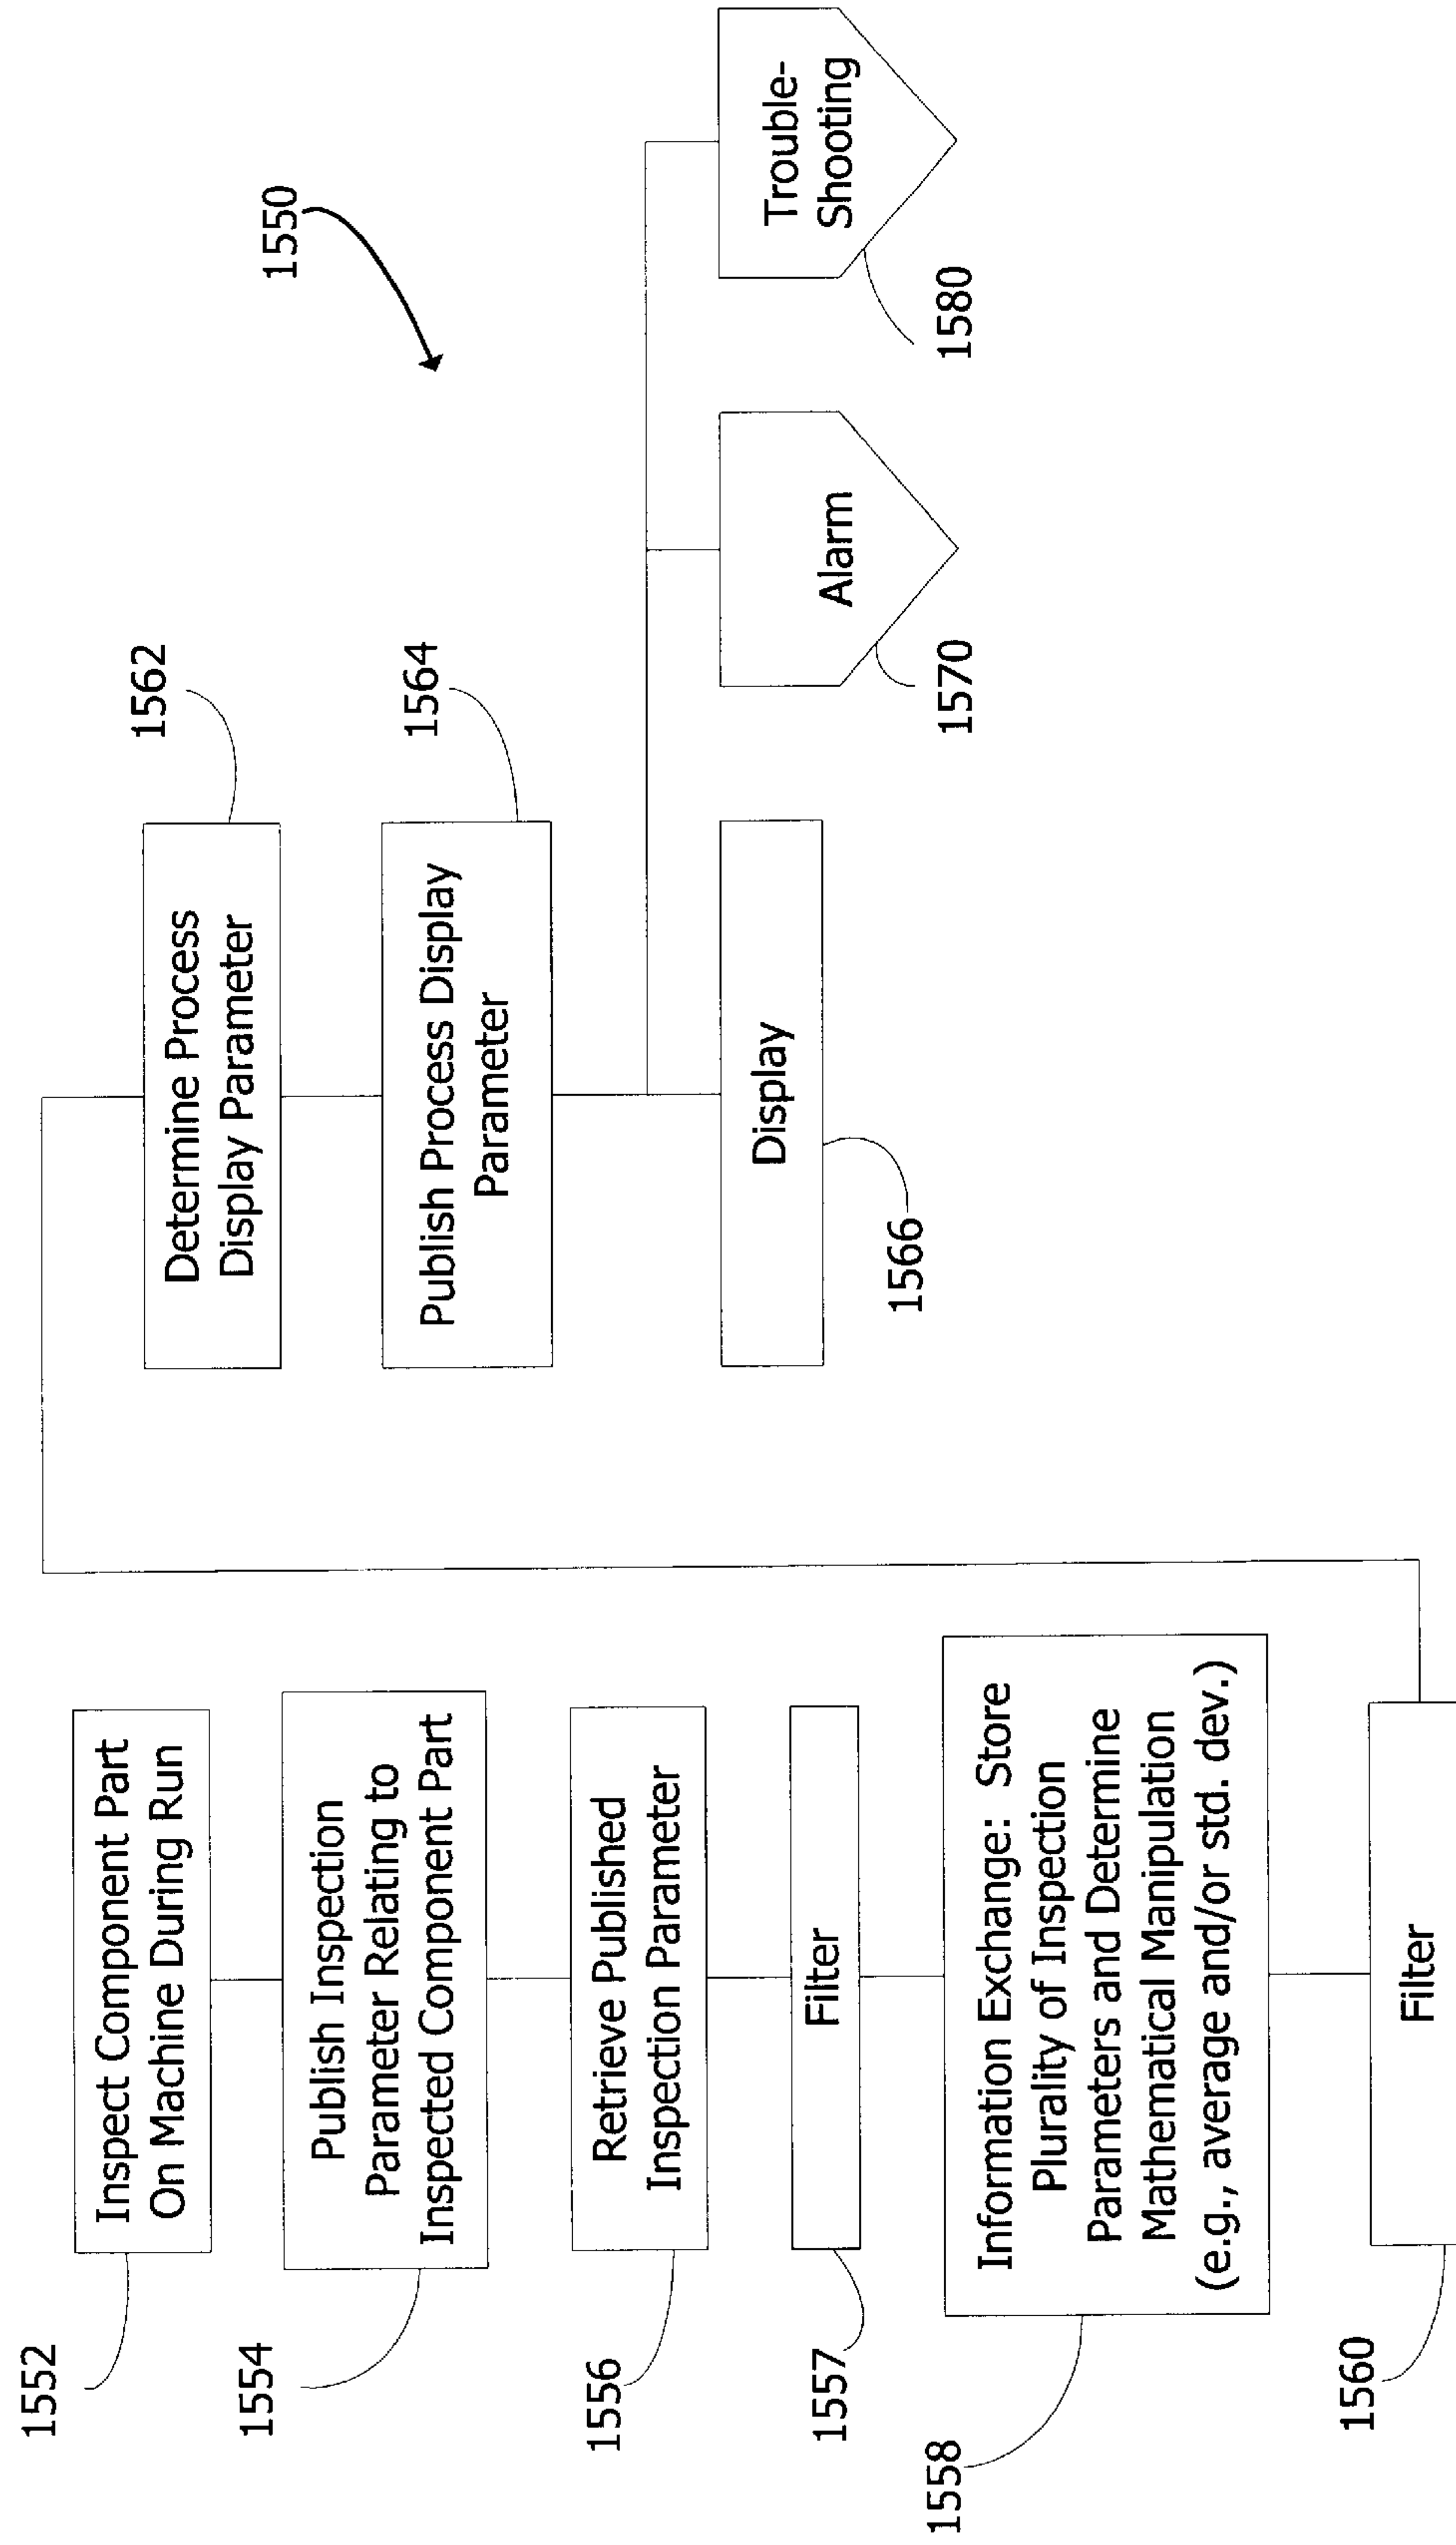 1550
1552
Inspect Component Part
On Machine During Run
1554
Publish Inspection
Parameter Relating to
Inspected Component Part
1556
Retrieve Published
Inspection Parameter
1557
Filter
1558
Information Exchange: Store
Plurality of Inspection
Parameters and Determine
Mathematical Manipulation
(e.g., average and/or std. dev.)
1560
Filter
1562
Determine Process
Display Parameter
1564
Publish Process Display
Parameter
1566
Display
1570
Alarm
1580
Trouble-
Shooting